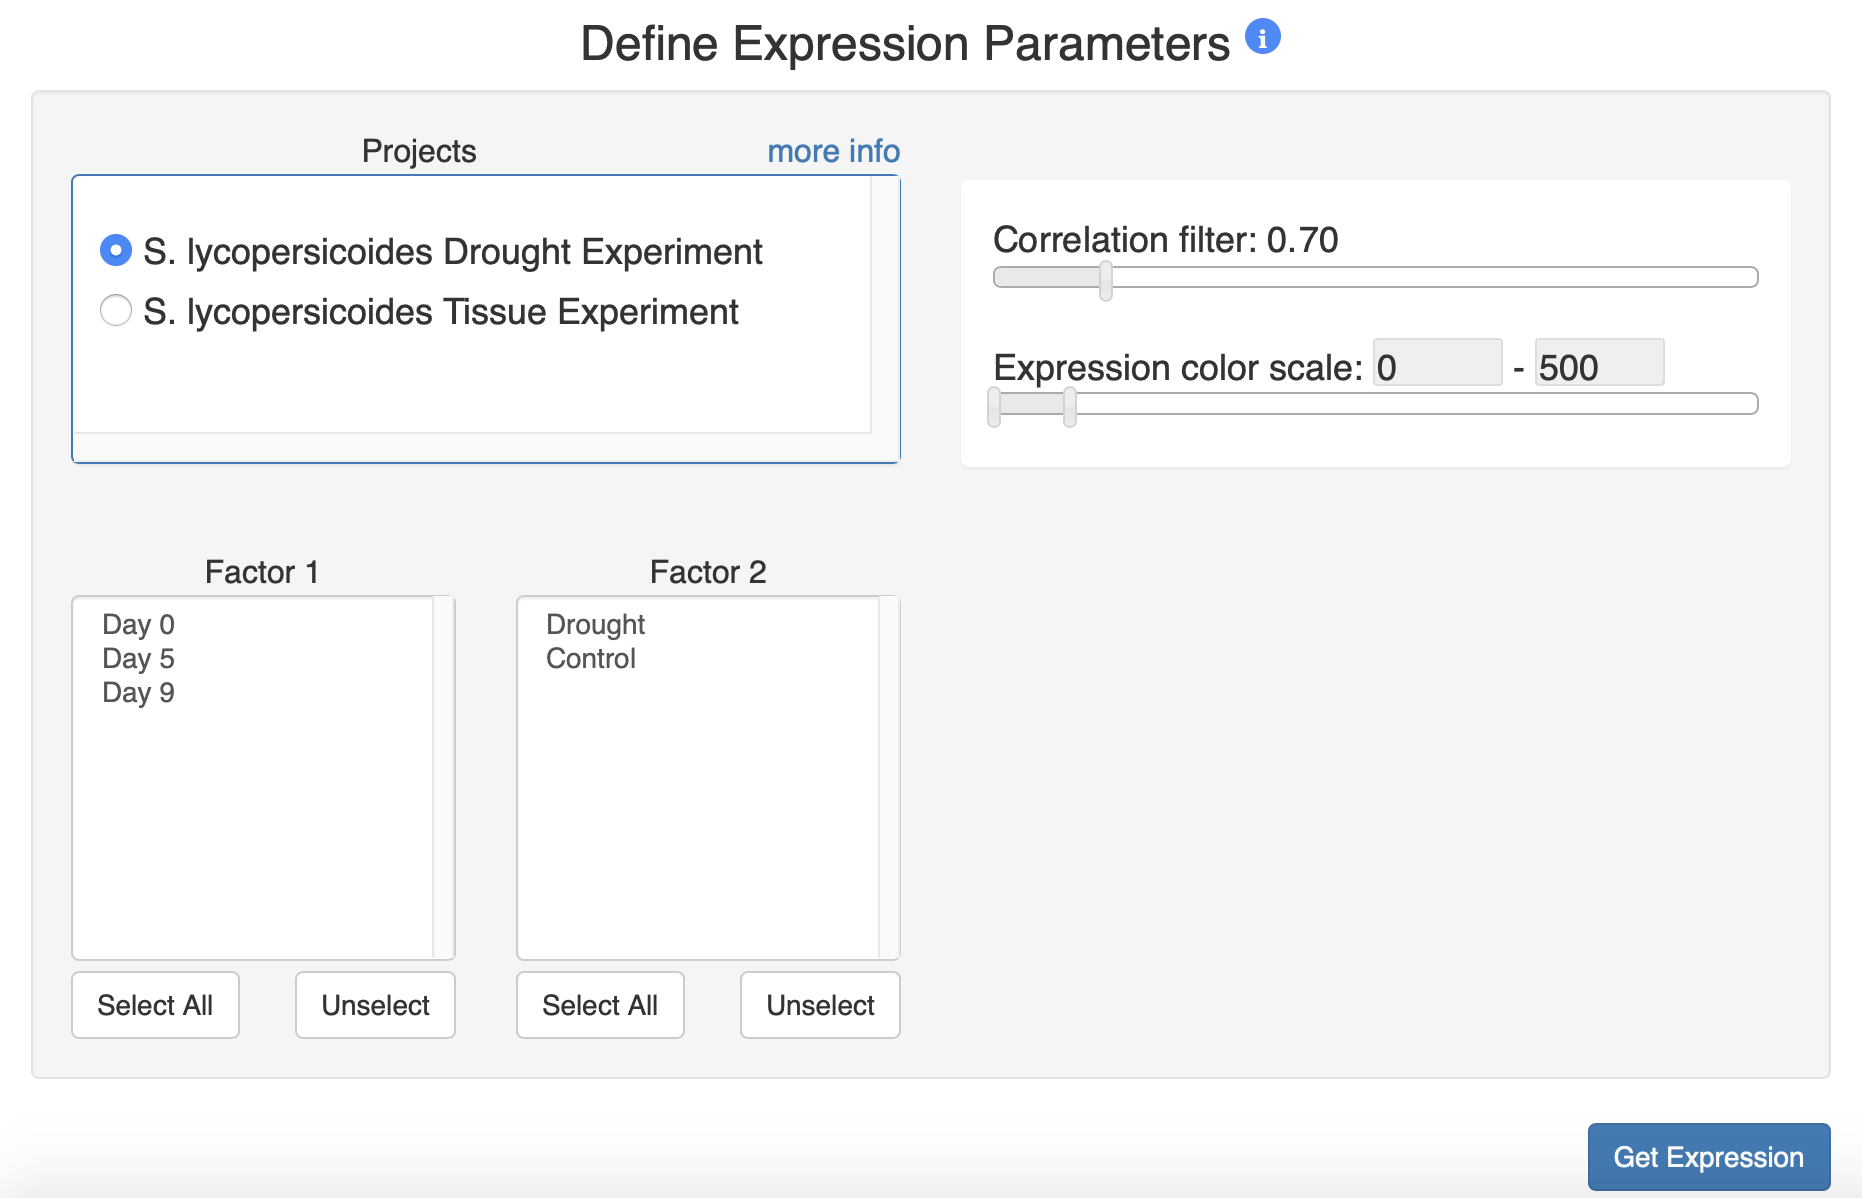 Define Expression Parameters i
Projects more info
S. lycopersicoides Drought Experiment
S. lycopersicoides Tissue Experiment
Correlation filter: 0.70
Expression color scale: 0 - 500
Factor 1
Day 0
Day 5
Day 9
Select All Unselect
Factor 2
Drought
Control
Select All Unselect
Get Expression